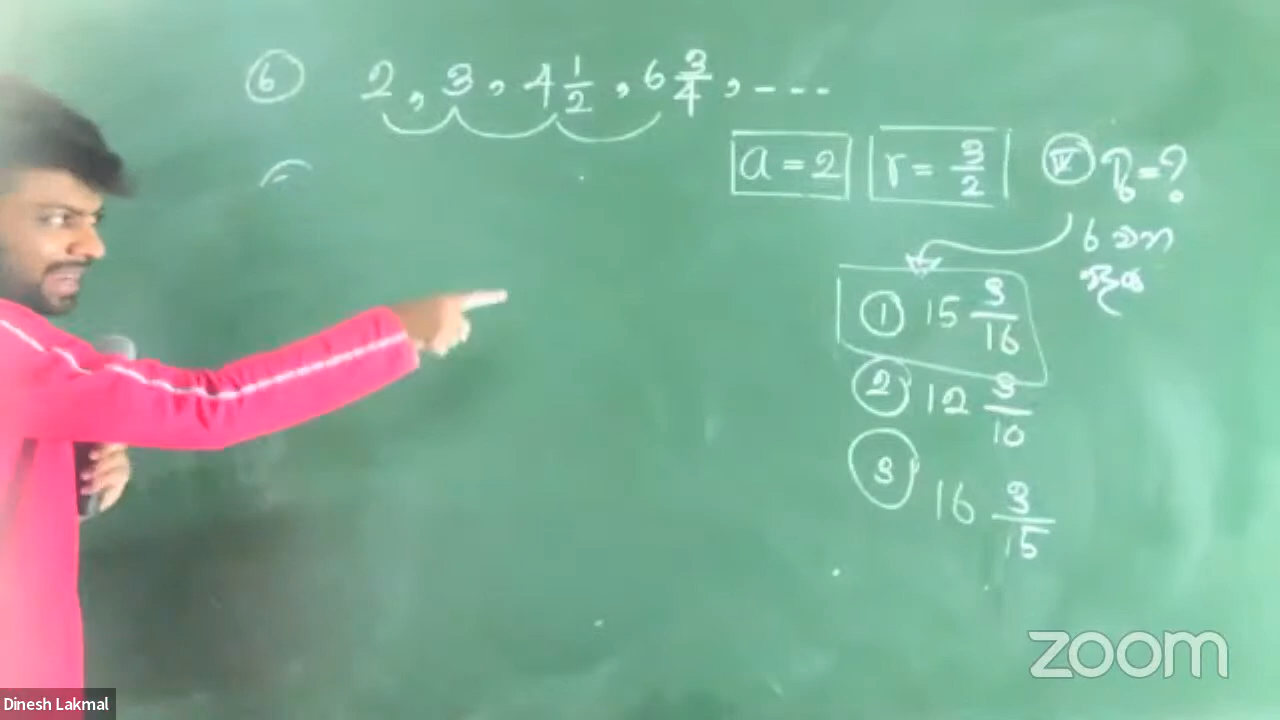 6 2, 3, 4 1/2, 6 3/4, ---
a = 2 r = 3/2 IV T6 = ?
6 වන
පදය
1 15 3/16
2 12 3/10
3 16 3/15
zoom
Dinesh Lakmal